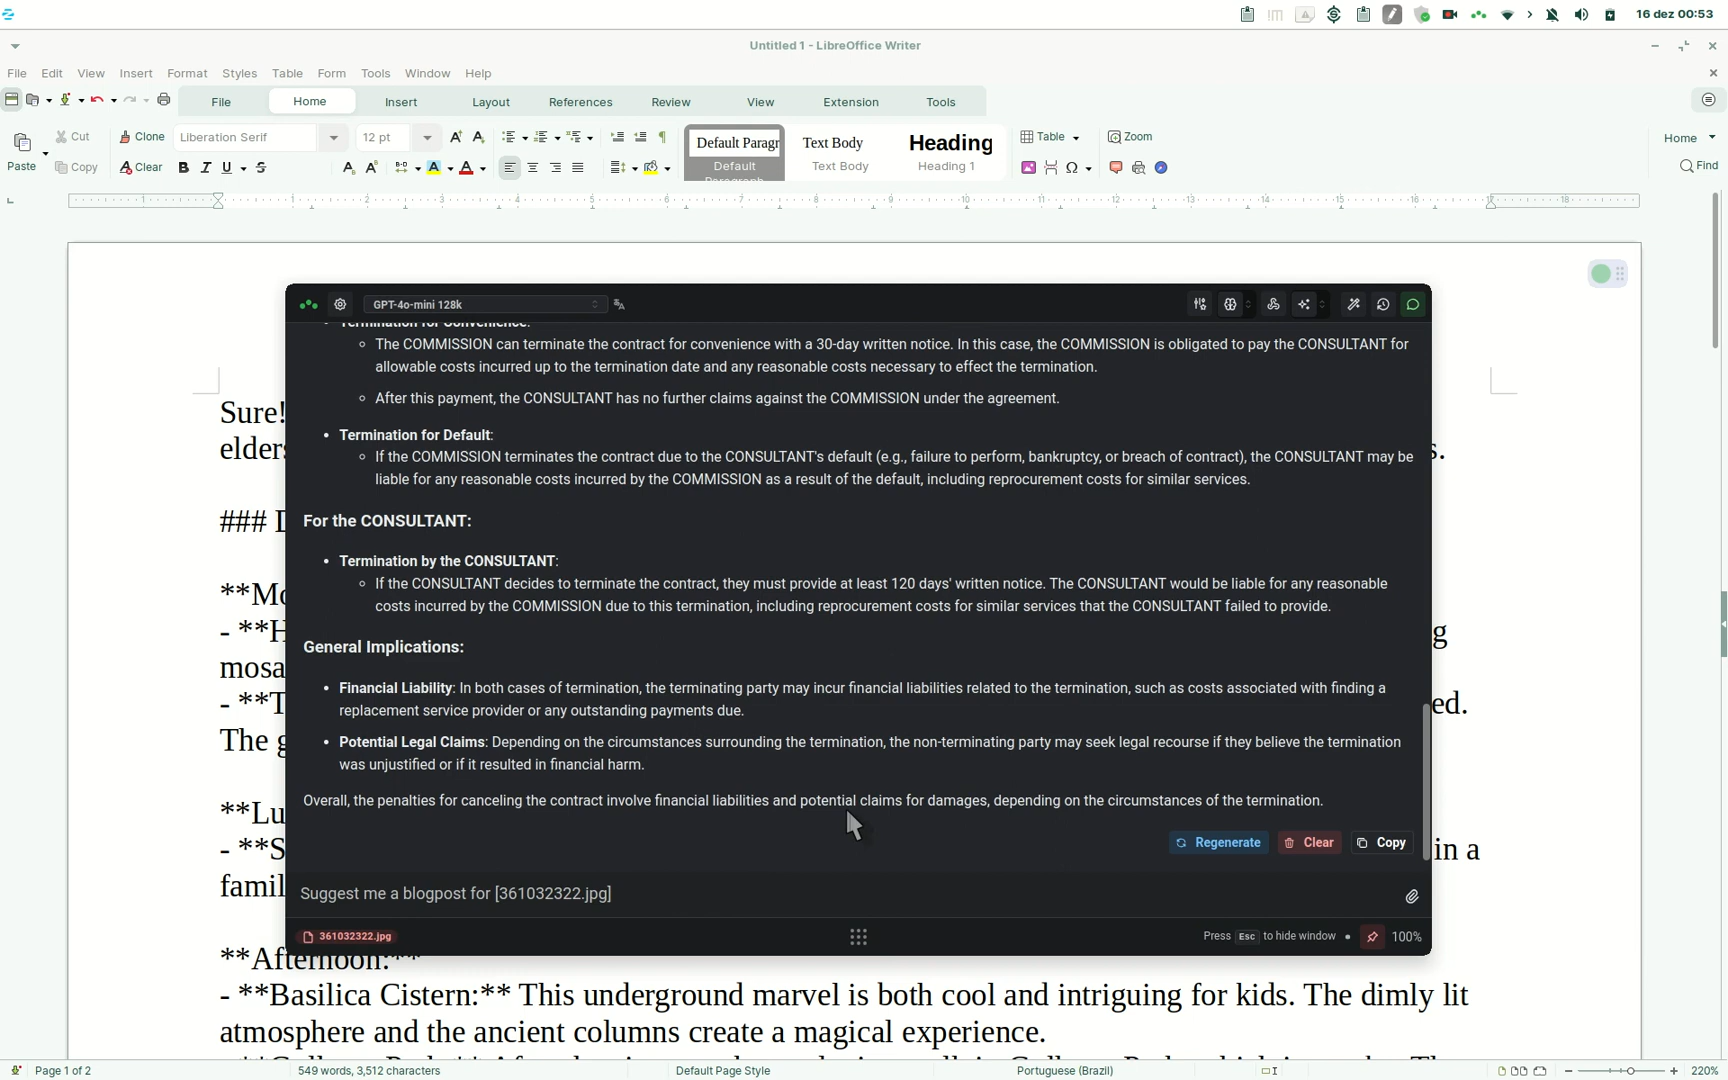 16 dez 00:53
Untitled 1 - LibreOffice Writer
File Edit View Insert Format Styles Table Form Tools Window Help
File Home Insert Layout References Review View Extension Tools
Paste Cut Copy Clone Clear Liberation Serif 12 pt
Default Paragr Text Body Heading
Default Text Body Heading 1
Table Zoom Home Find
GPT-4o-mini 128k
Termination for Convenience:
The COMMISSION can terminate the contract for convenience with a 30-day written notice. In this case, the COMMISSION is obligated to pay the CONSULTANT for
allowable costs incurred up to the termination date and any reasonable costs necessary to effect the termination.
After this payment, the CONSULTANT has no further claims against the COMMISSION under the agreement.
Termination for Default:
If the COMMISSION terminates the contract due to the CONSULTANT's default (e.g., failure to perform, bankruptcy, or breach of contract), the CONSULTANT may be
liable for any reasonable costs incurred by the COMMISSION as a result of the default, including reprocurement costs for similar services.
For the CONSULTANT:
Termination by the CONSULTANT:
If the CONSULTANT decides to terminate the contract, they must provide at least 120 days' written notice. The CONSULTANT would be liable for any reasonable
costs incurred by the COMMISSION due to this termination, including reprocurement costs for similar services that the CONSULTANT failed to provide.
General Implications:
Financial Liability: In both cases of termination, the terminating party may incur financial liabilities related to the termination, such as costs associated with finding a
replacement service provider or any outstanding payments due.
Potential Legal Claims: Depending on the circumstances surrounding the termination, the non-terminating party may seek legal recourse if they believe the termination
was unjustified or if it resulted in financial harm.
Overall, the penalties for canceling the contract involve financial liabilities and potential claims for damages, depending on the circumstances of the termination.
Regenerate Clear Copy
Suggest me a blogpost for [361032322.jpg]
361032322.jpg
Press Esc to hide window 100%
Sure!
elders
s.
### D
**Mo
- **H
g
mosa
- **T
ed.
The g
**Lu
- **S
in a
famil
**Afternoon:**
- **Basilica Cistern:** This underground marvel is both cool and intriguing for kids. The dimly lit
atmosphere and the ancient columns create a magical experience.
Page 1 of 2 549 words, 3,512 characters Default Page Style Portuguese (Brazil) 220%